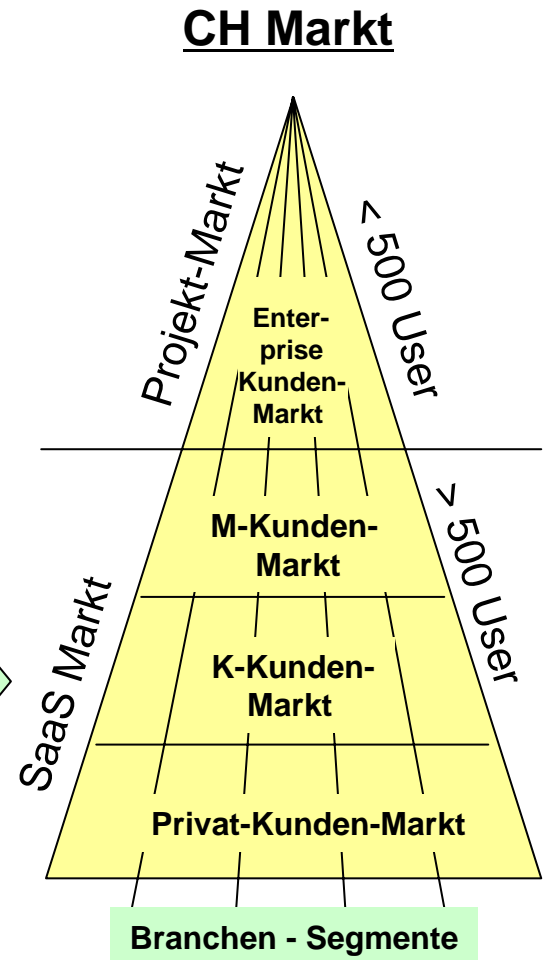 CH Markt
Projekt-Markt
< 500 User
Enter-
prise
Kunden-
Markt
SaaS Markt
> 500 User
M-Kunden-
Markt
K-Kunden-
Markt
Privat-Kunden-Markt
Branchen - Segmente